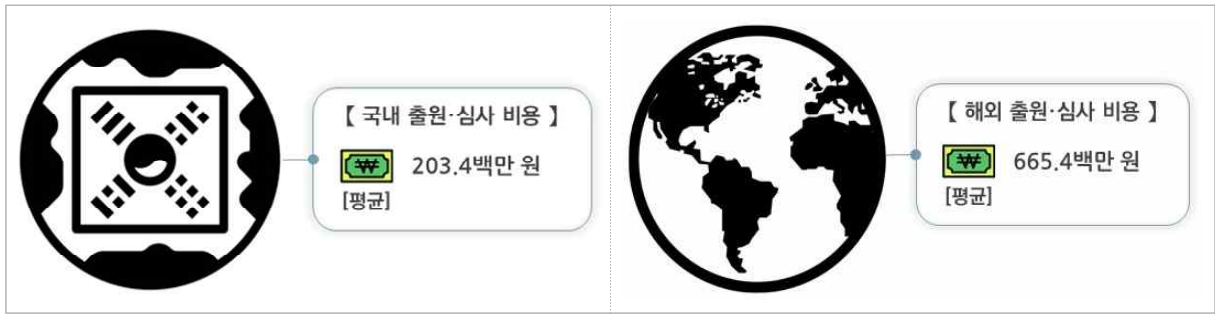 【 국내 출원·심사 비용 】
₩ 203.4백만 원
[평균]
【 해외 출원·심사 비용 】
₩ 665.4백만 원
[평균]